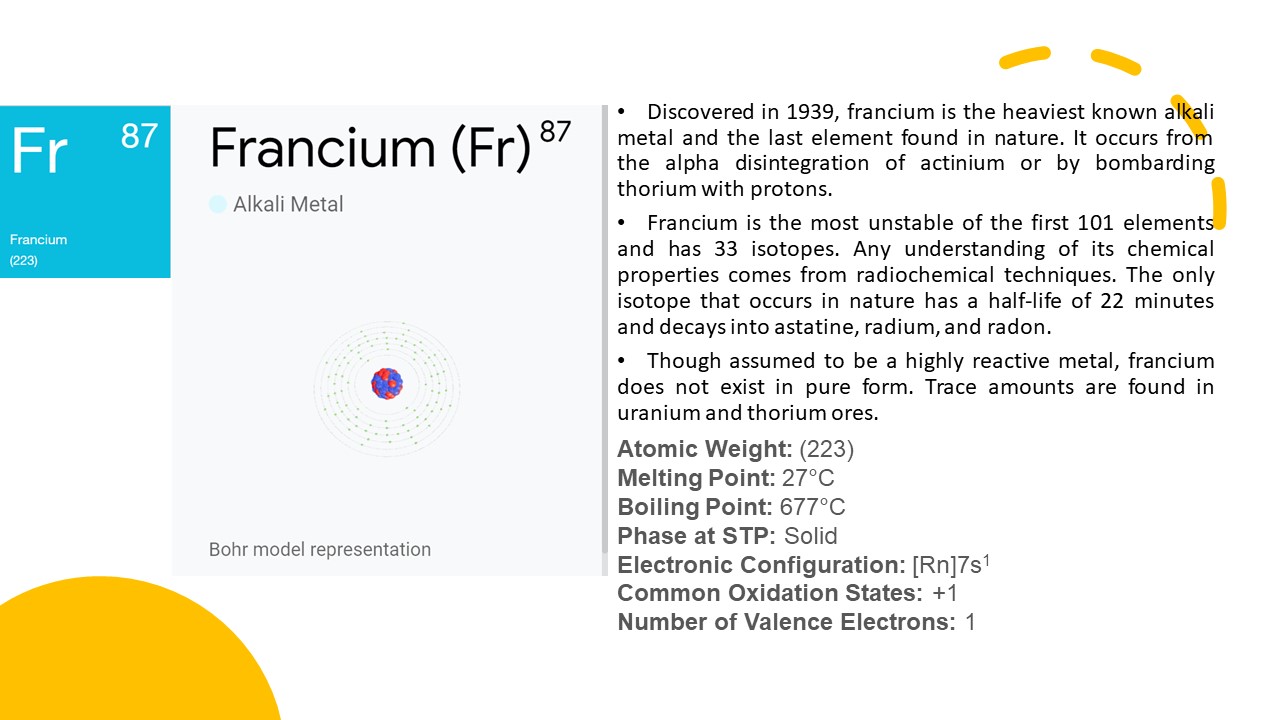 Fr 87
Francium
(223)
Francium (Fr) 87
Alkali Metal
Bohr model representation
• Discovered in 1939, francium is the heaviest known alkali
metal and the last element found in nature. It occurs from
the alpha disintegration of actinium or by bombarding
thorium with protons.
• Francium is the most unstable of the first 101 elements
and has 33 isotopes. Any understanding of its chemical
properties comes from radiochemical techniques. The only
isotope that occurs in nature has a half-life of 22 minutes
and decays into astatine, radium, and radon.
• Though assumed to be a highly reactive metal, francium
does not exist in pure form. Trace amounts are found in
uranium and thorium ores.
Atomic Weight: (223)
Melting Point: 27°C
Boiling Point: 677°C
Phase at STP: Solid
Electronic Configuration: [Rn]7s¹
Common Oxidation States: +1
Number of Valence Electrons: 1